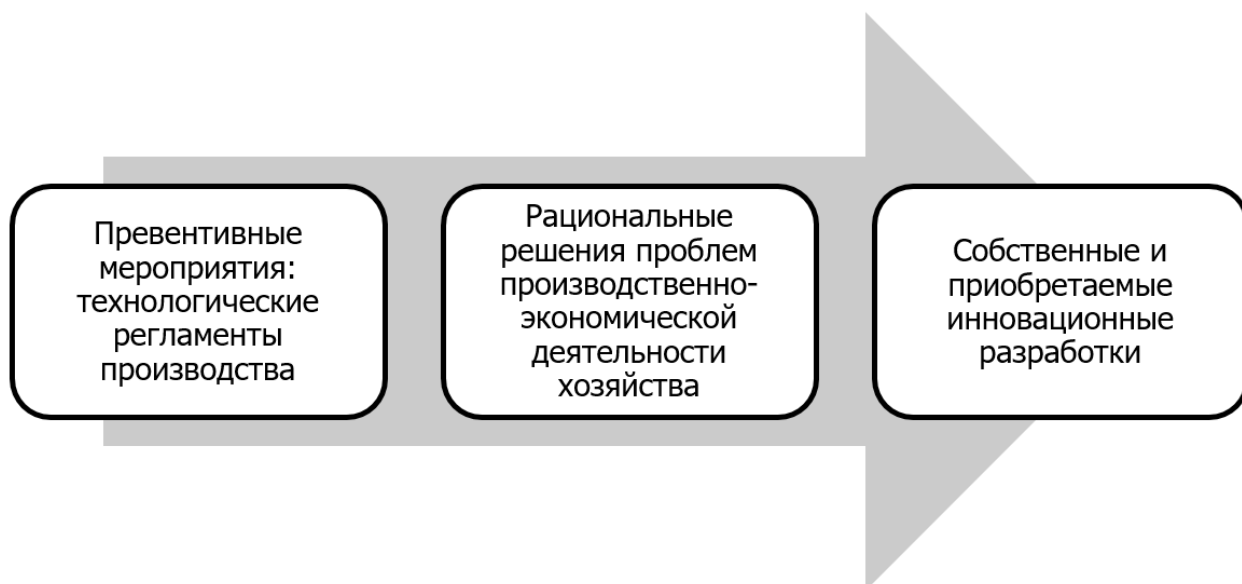 Превентивные
мероприятия:
технологические
регламенты
производства
Рациональные
решения проблем
производственно-
экономической
деятельности
хозяйства
Собственные и
приобретаемые
инновационные
разработки